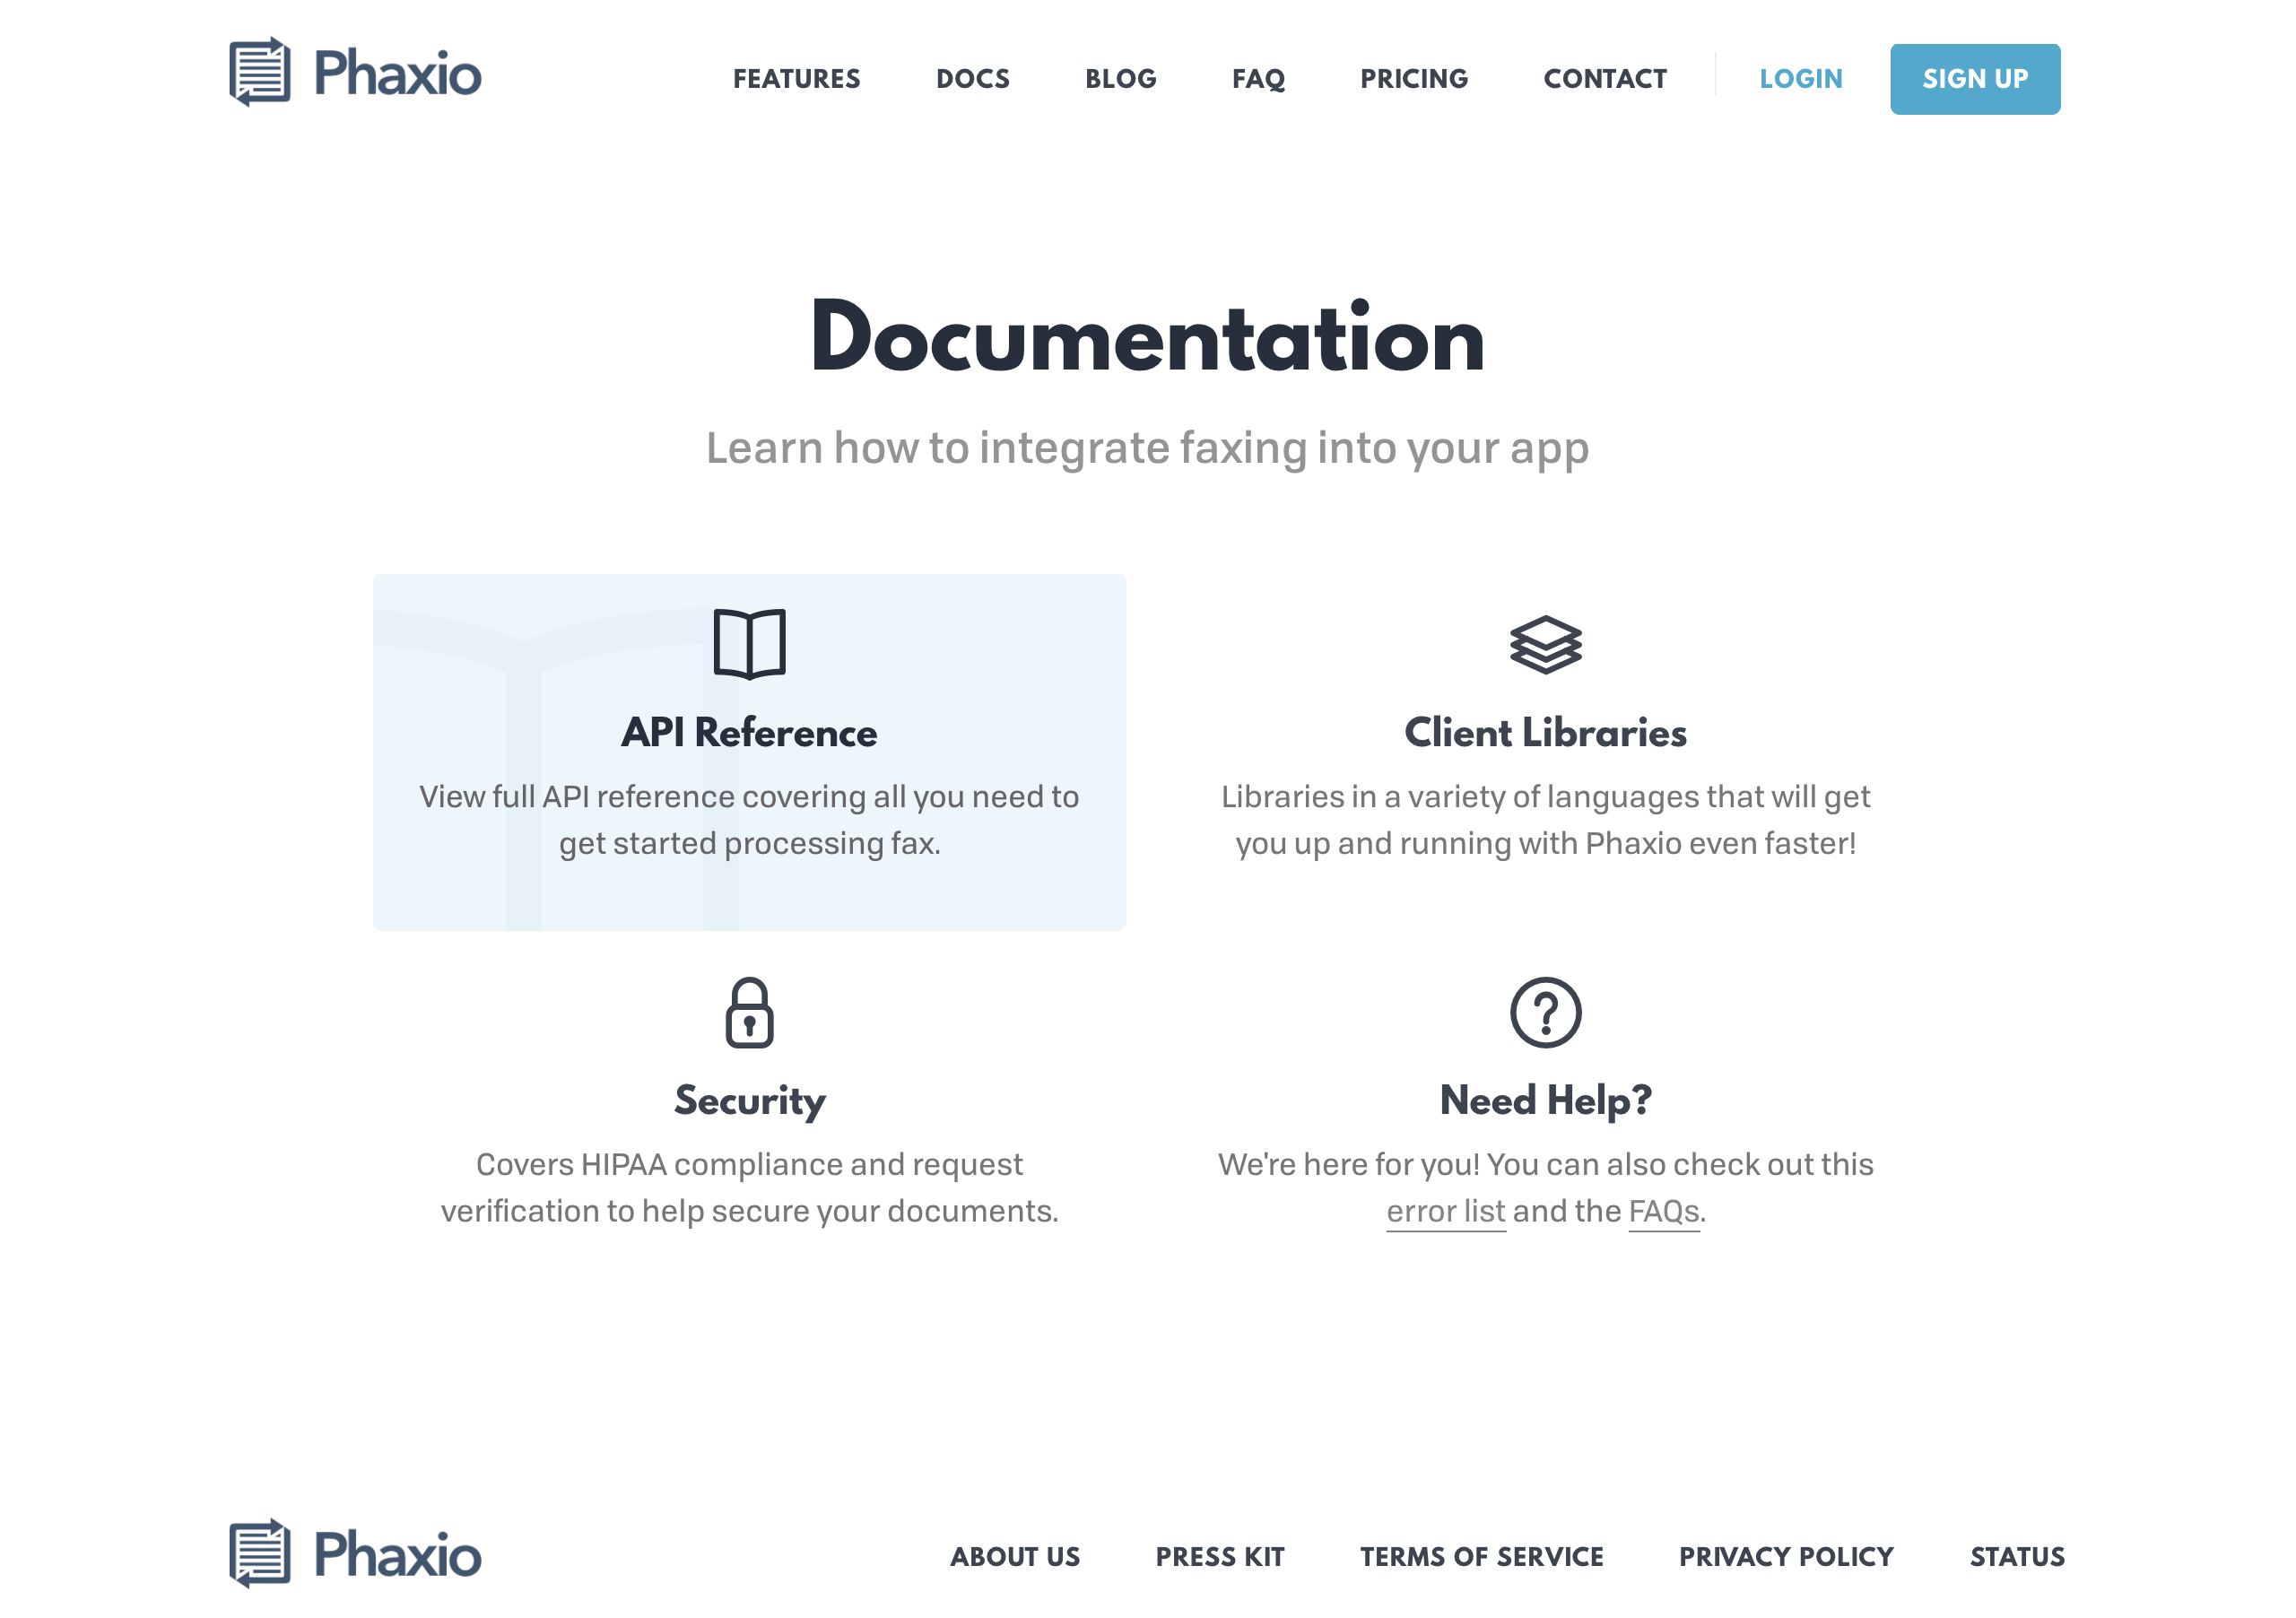 Phaxio
FEATURES DOCS BLOG FAQ PRICING CONTACT LOGIN SIGN UP
Documentation
Learn how to integrate faxing into your app
API Reference
View full API reference covering all you need to
get started processing fax.
Client Libraries
Libraries in a variety of languages that will get
you up and running with Phaxio even faster!
Security
Covers HIPAA compliance and request
verification to help secure your documents.
Need Help?
We're here for you! You can also check out this
error list and the FAQs.
Phaxio
ABOUT US PRESS KIT TERMS OF SERVICE PRIVACY POLICY STATUS